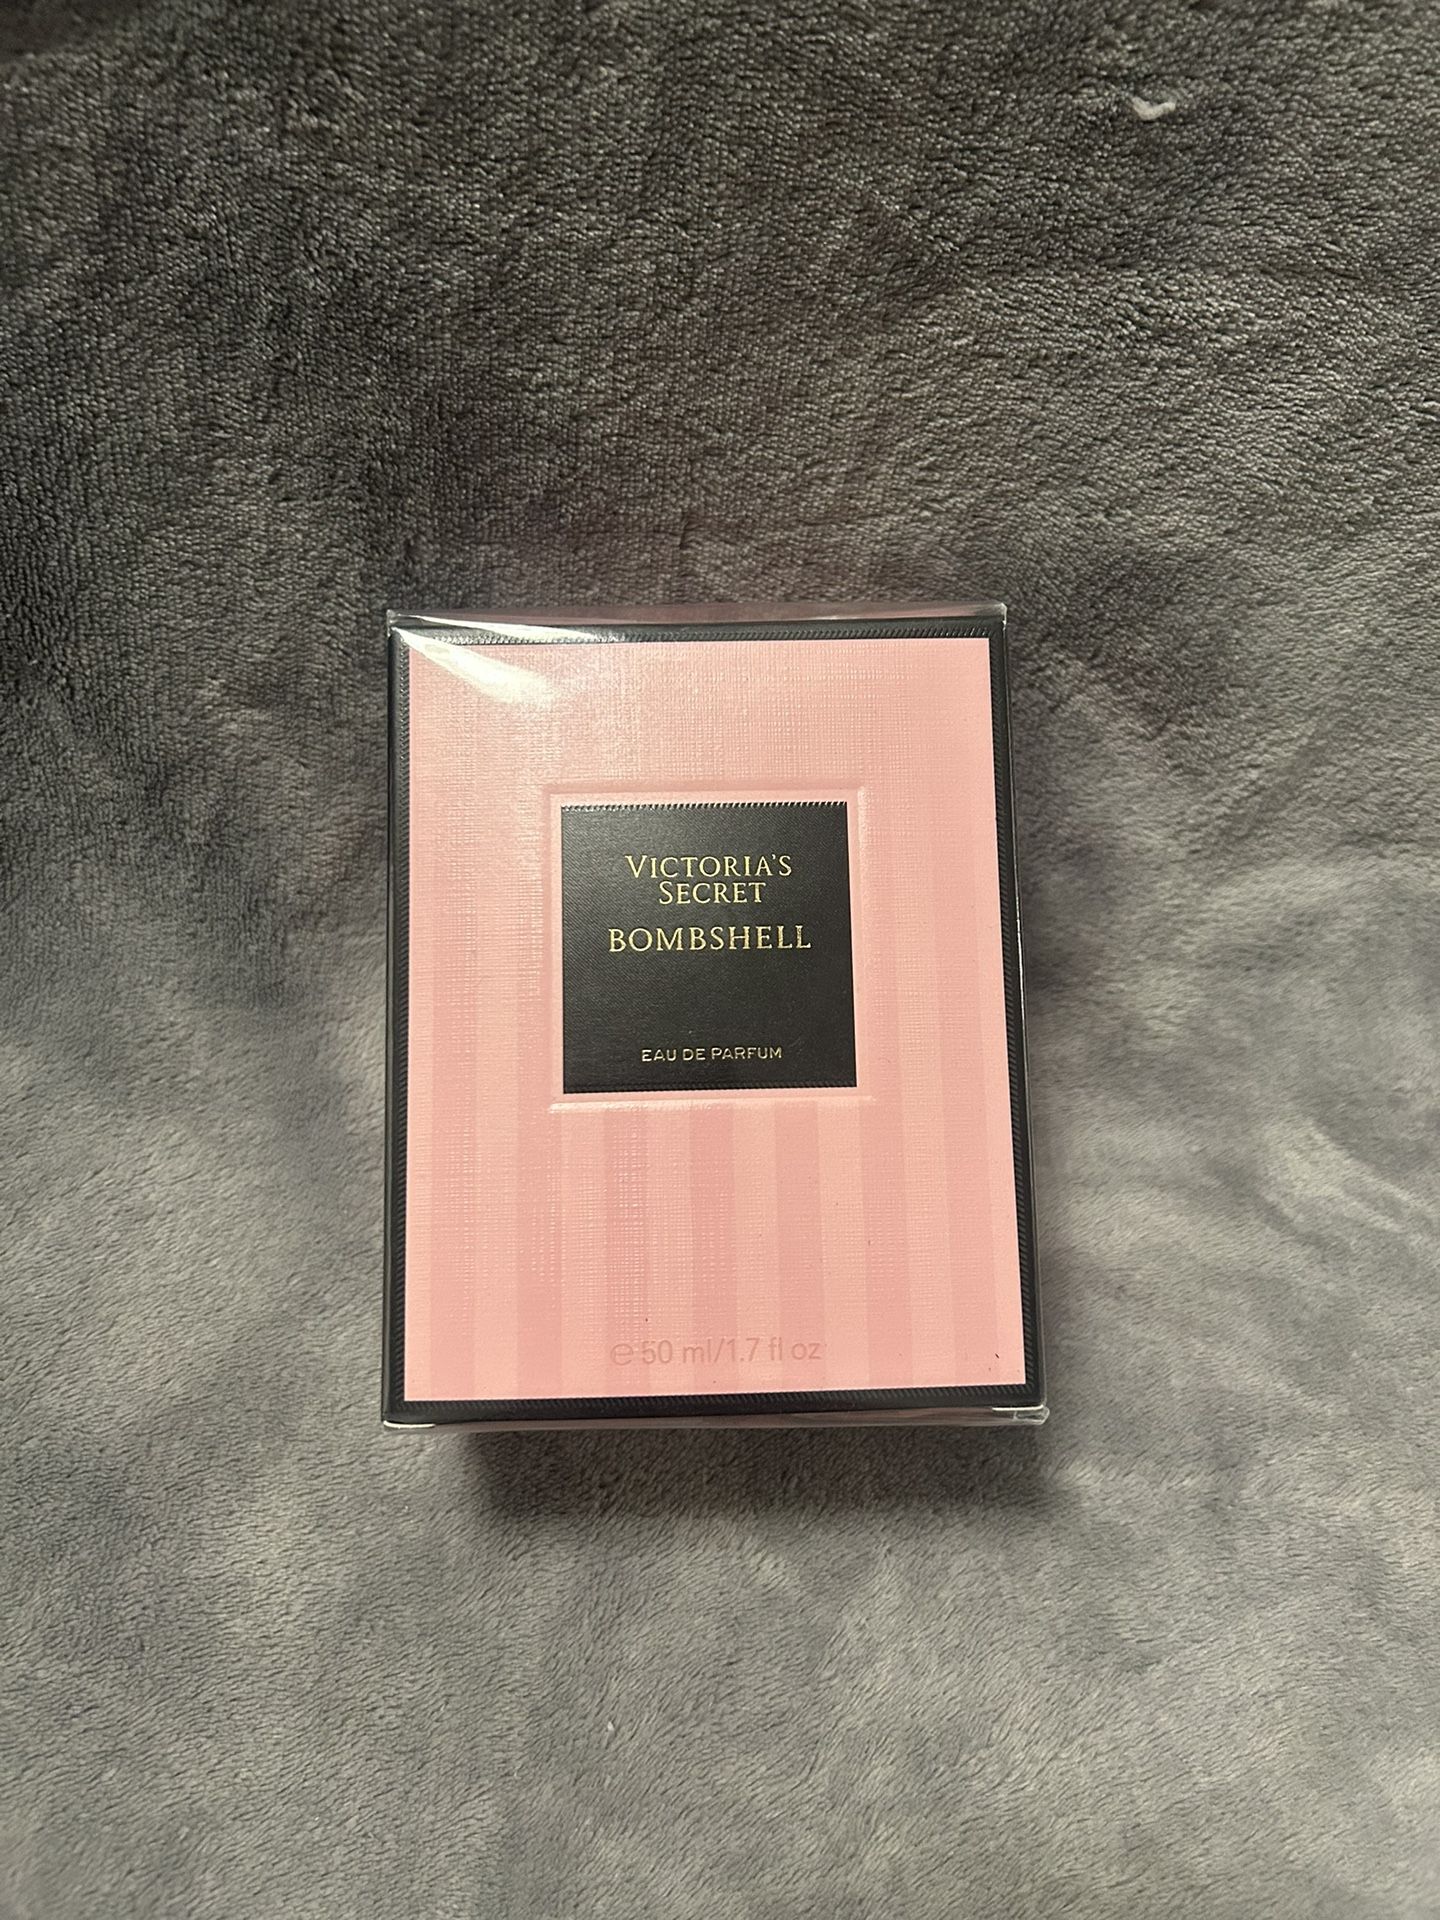 VICTORIA'S
SECRET
BOMBSHELL
EAU DE PARFUM
℮ 50 ml/1.7 fl oz